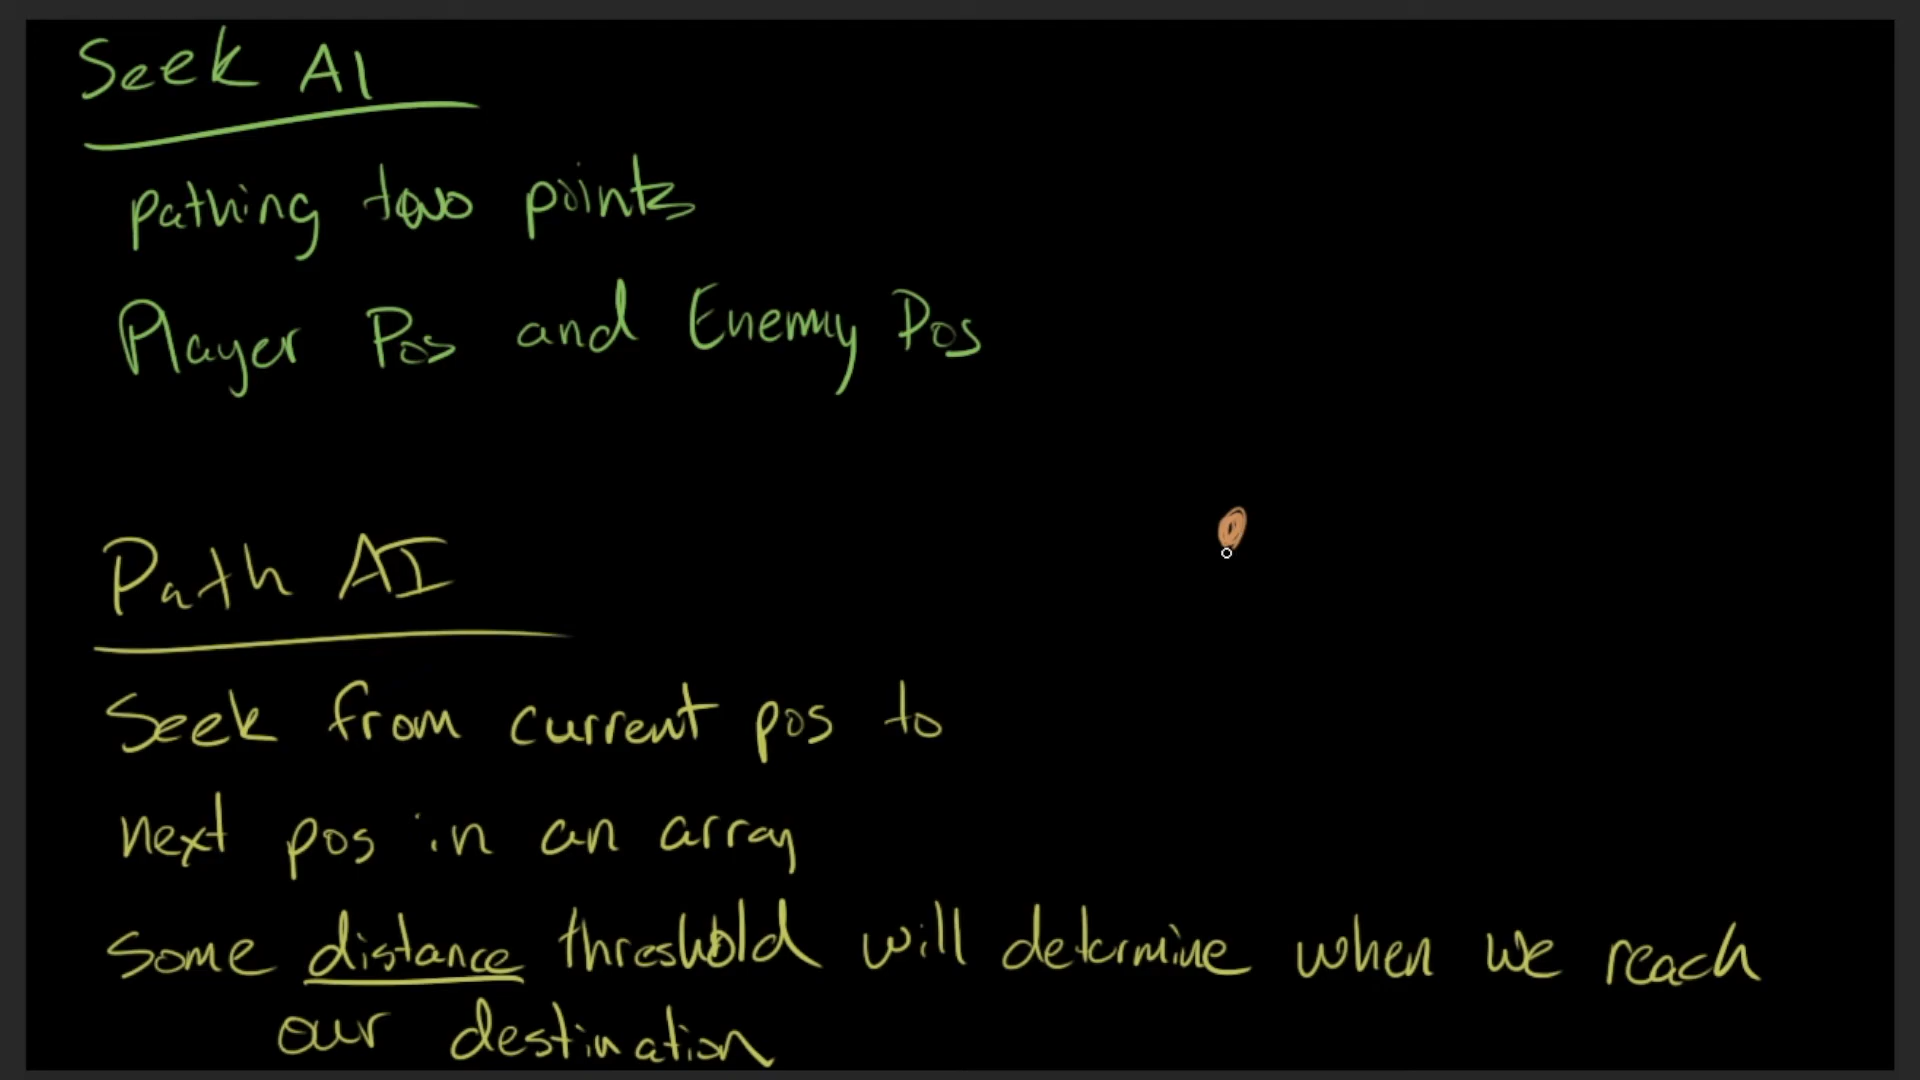 Seek AI
pathing two points
Player Pos and Enemy Pos
Path AI
Seek from current pos to
next pos in an array
Some distance threshold will determine when we reach
our destination